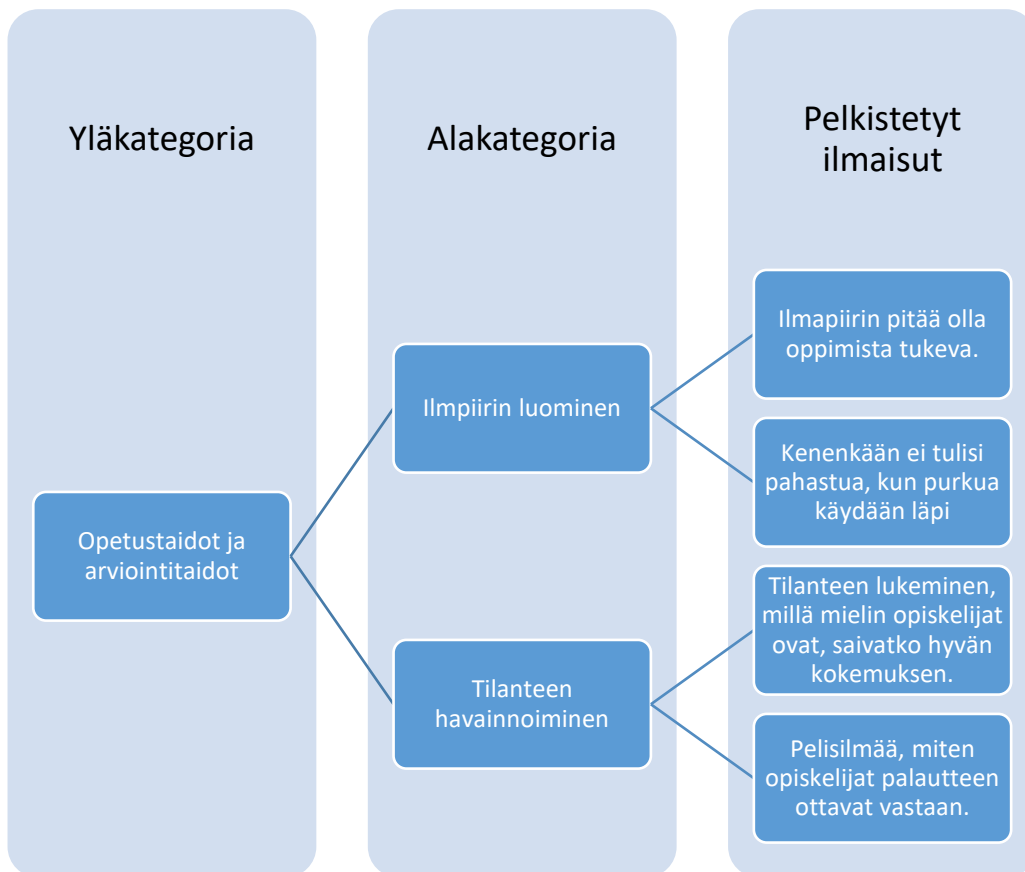 Yläkategoria
Alakategoria
Pelkistetyt
ilmaisut
Opetustaidot ja
arviointitaidot
Ilmpiirin luominen
Tilanteen
havainnoiminen
Ilmapiirin pitää olla
oppimista tukeva.
Kenenkään ei tulisi
pahastua, kun purkua
käydään läpi
Tilanteen lukeminen,
millä mielin opiskelijat
ovat, saivatko hyvän
kokemuksen.
Pelisilmää, miten
opiskelijat palautteen
ottavat vastaan.